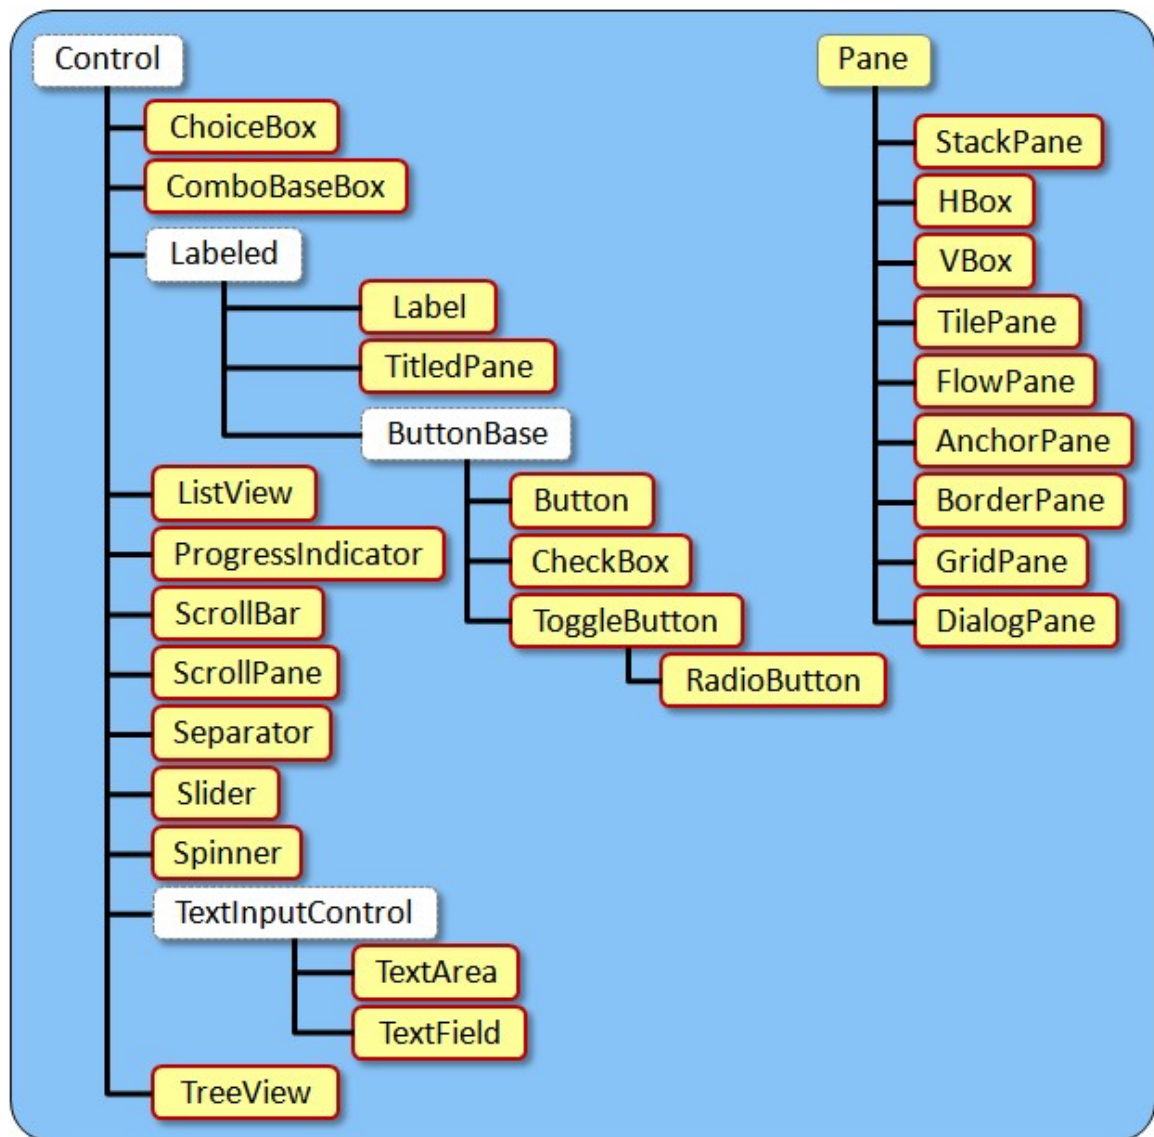 Control
ChoiceBox
ComboBaseBox
Labeled
Label
TitledPane
ButtonBase
Button
CheckBox
ToggleButton
RadioButton
ListView
ProgressIndicator
ScrollBar
ScrollPane
Separator
Slider
Spinner
TextInputControl
TextArea
TextField
TreeView
Pane
StackPane
HBox
VBox
TilePane
FlowPane
AnchorPane
BorderPane
GridPane
DialogPane